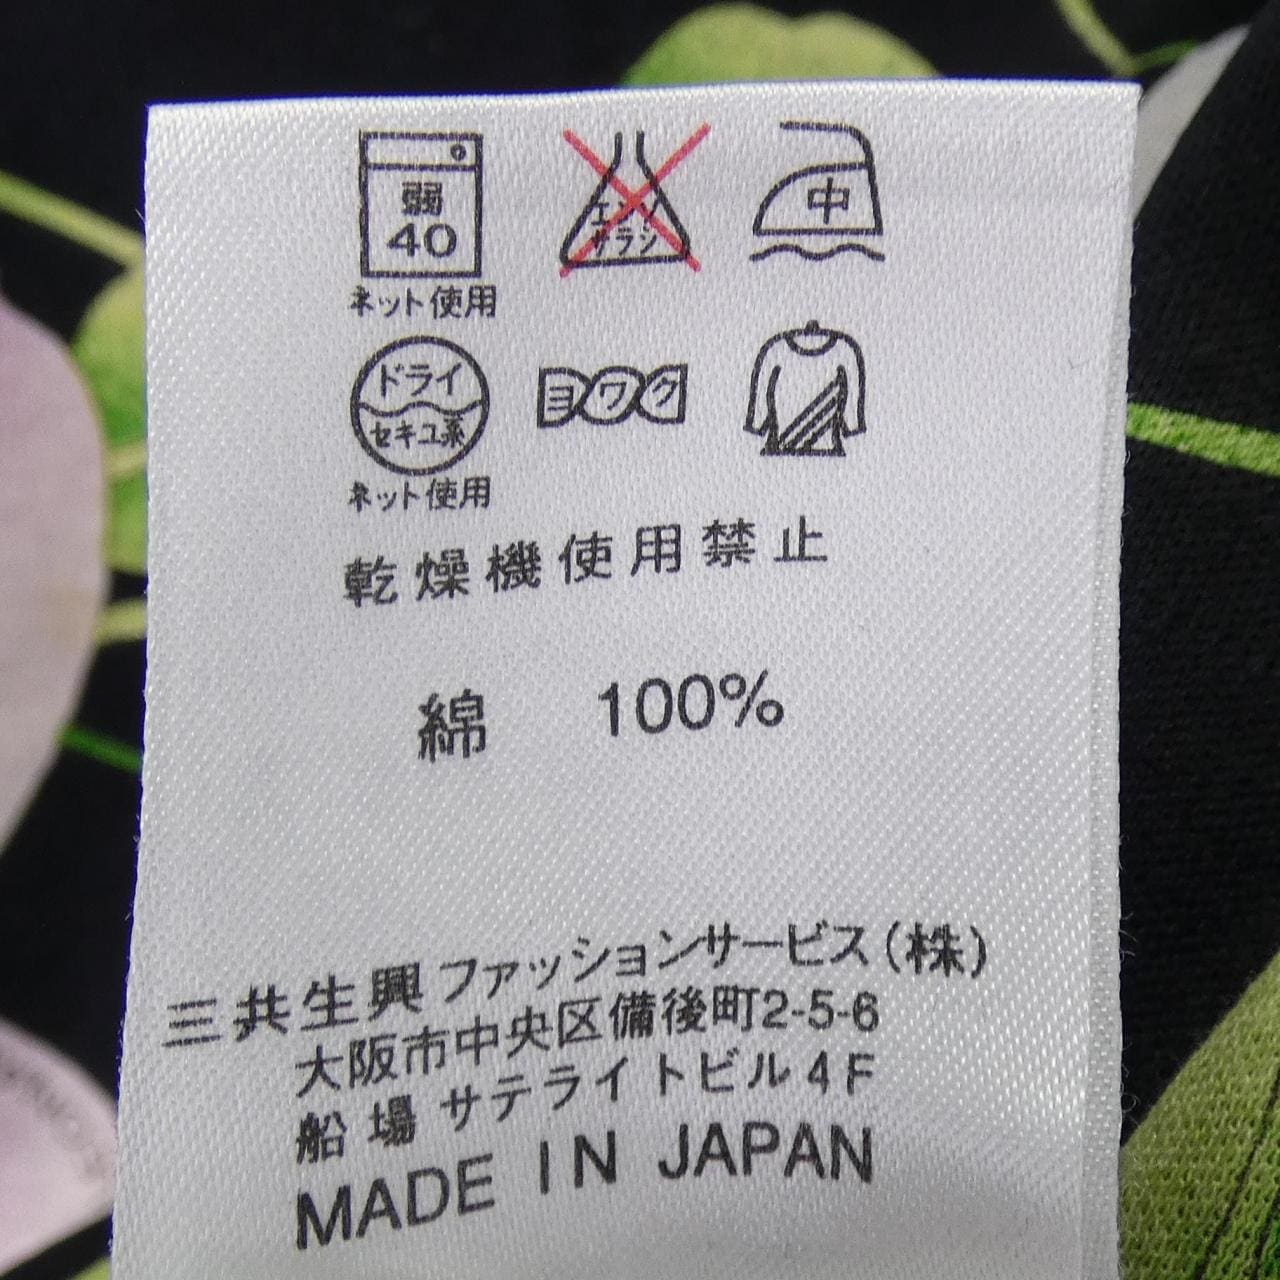 弱
40
ネット使用
エンソ
サラシ
中
ドライ
セキユ系
ネット使用
ヨワク
乾燥機使用禁止
綿 100%
三共生興ファッションサービス(株)
大阪市中央区備後町2-5-6
船場サテライトビル4F
MADE IN JAPAN